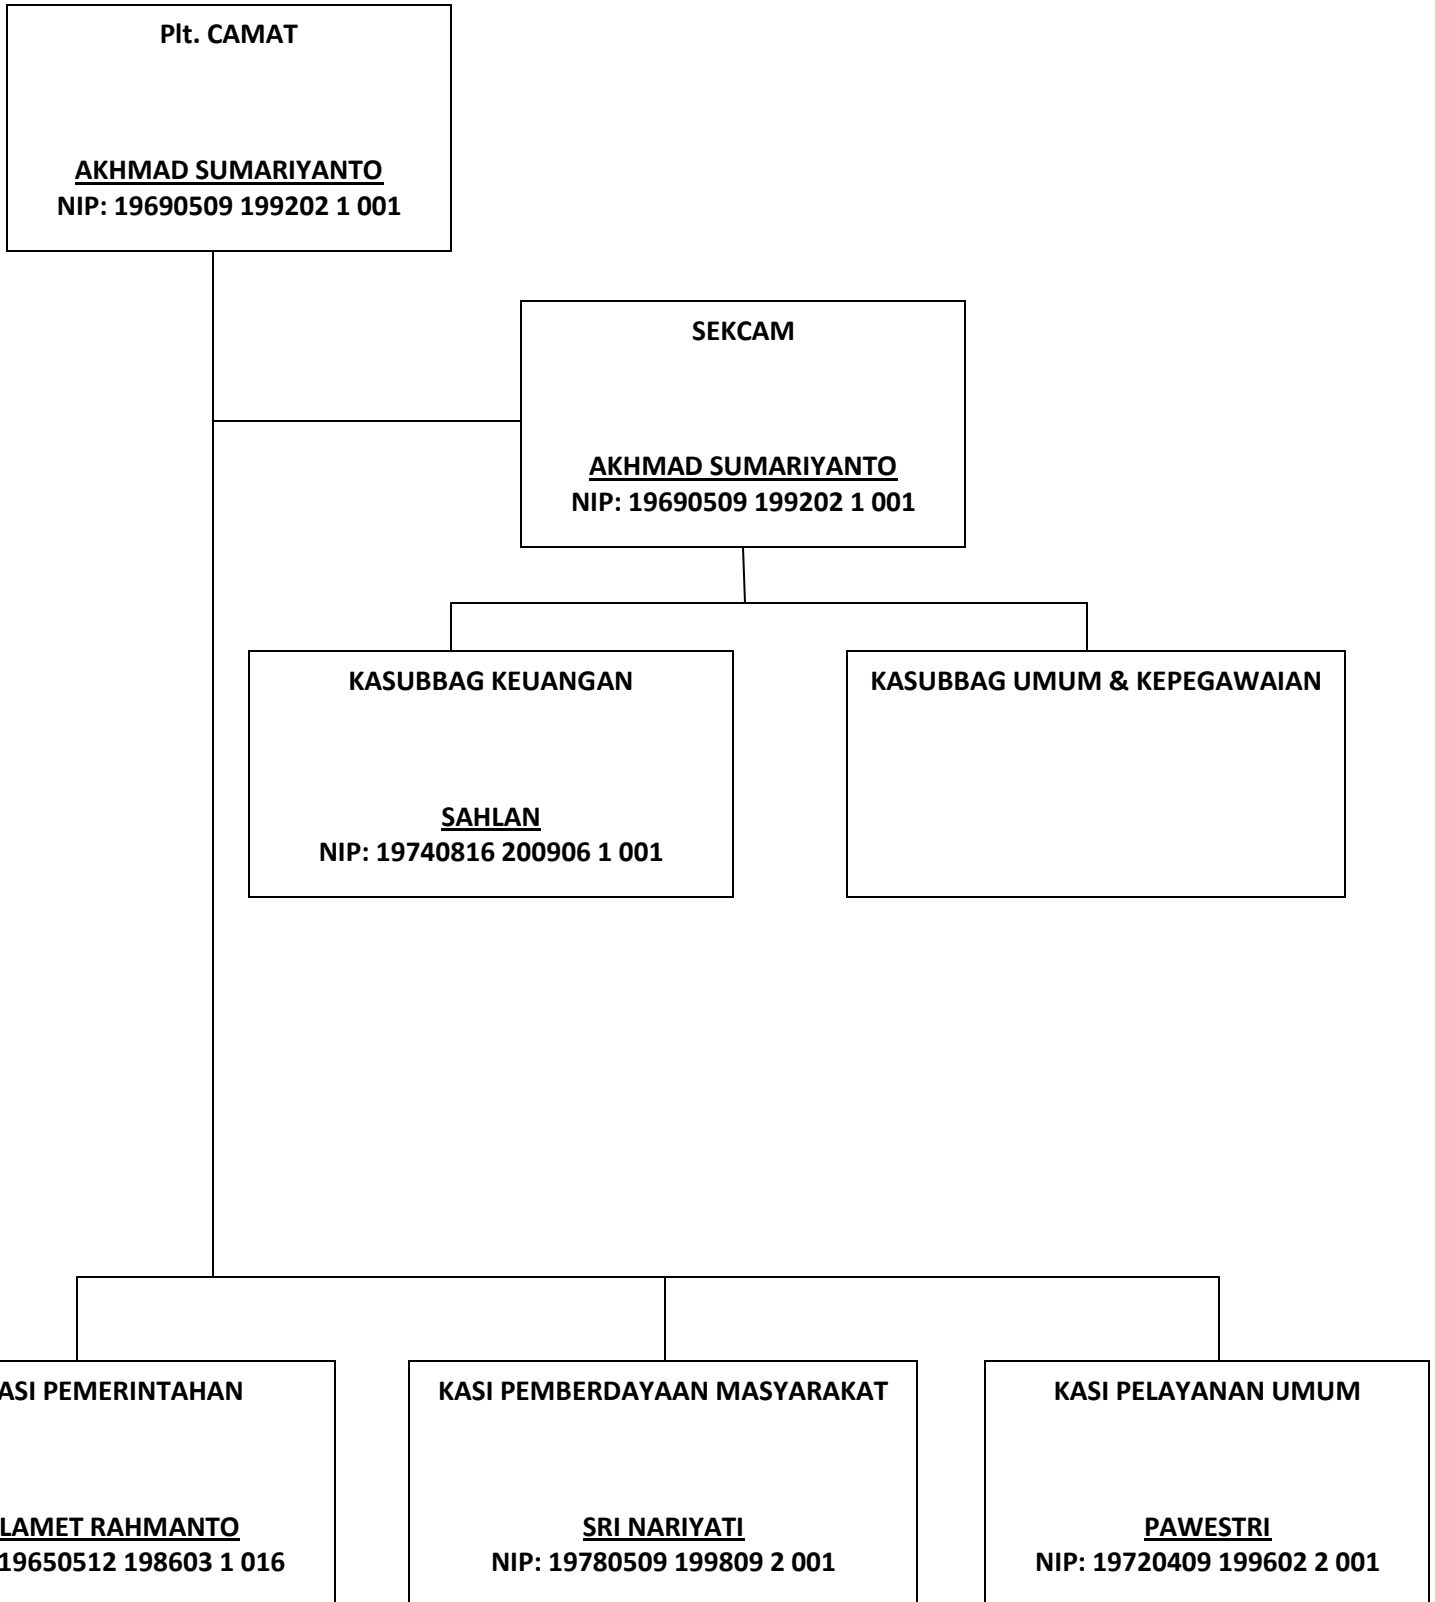 Plt. CAMAT
AKHMAD SUMARIYANTO
NIP: 19690509 199202 1 001
SEKCAM
AKHMAD SUMARIYANTO
NIP: 19690509 199202 1 001
KASUBBAG KEUANGAN
SAHLAN
NIP: 19740816 200906 1 001
KASUBBAG UMUM & KEPEGAWAIAN
ASI PEMERINTAHAN
LAMET RAHMANTO
19650512 198603 1 016
KASI PEMBERDAYAAN MASYARAKAT
SRI NARIYATI
NIP: 19780509 199809 2 001
KASI PELAYANAN UMUM
PAWESTRI
NIP: 19720409 199602 2 001